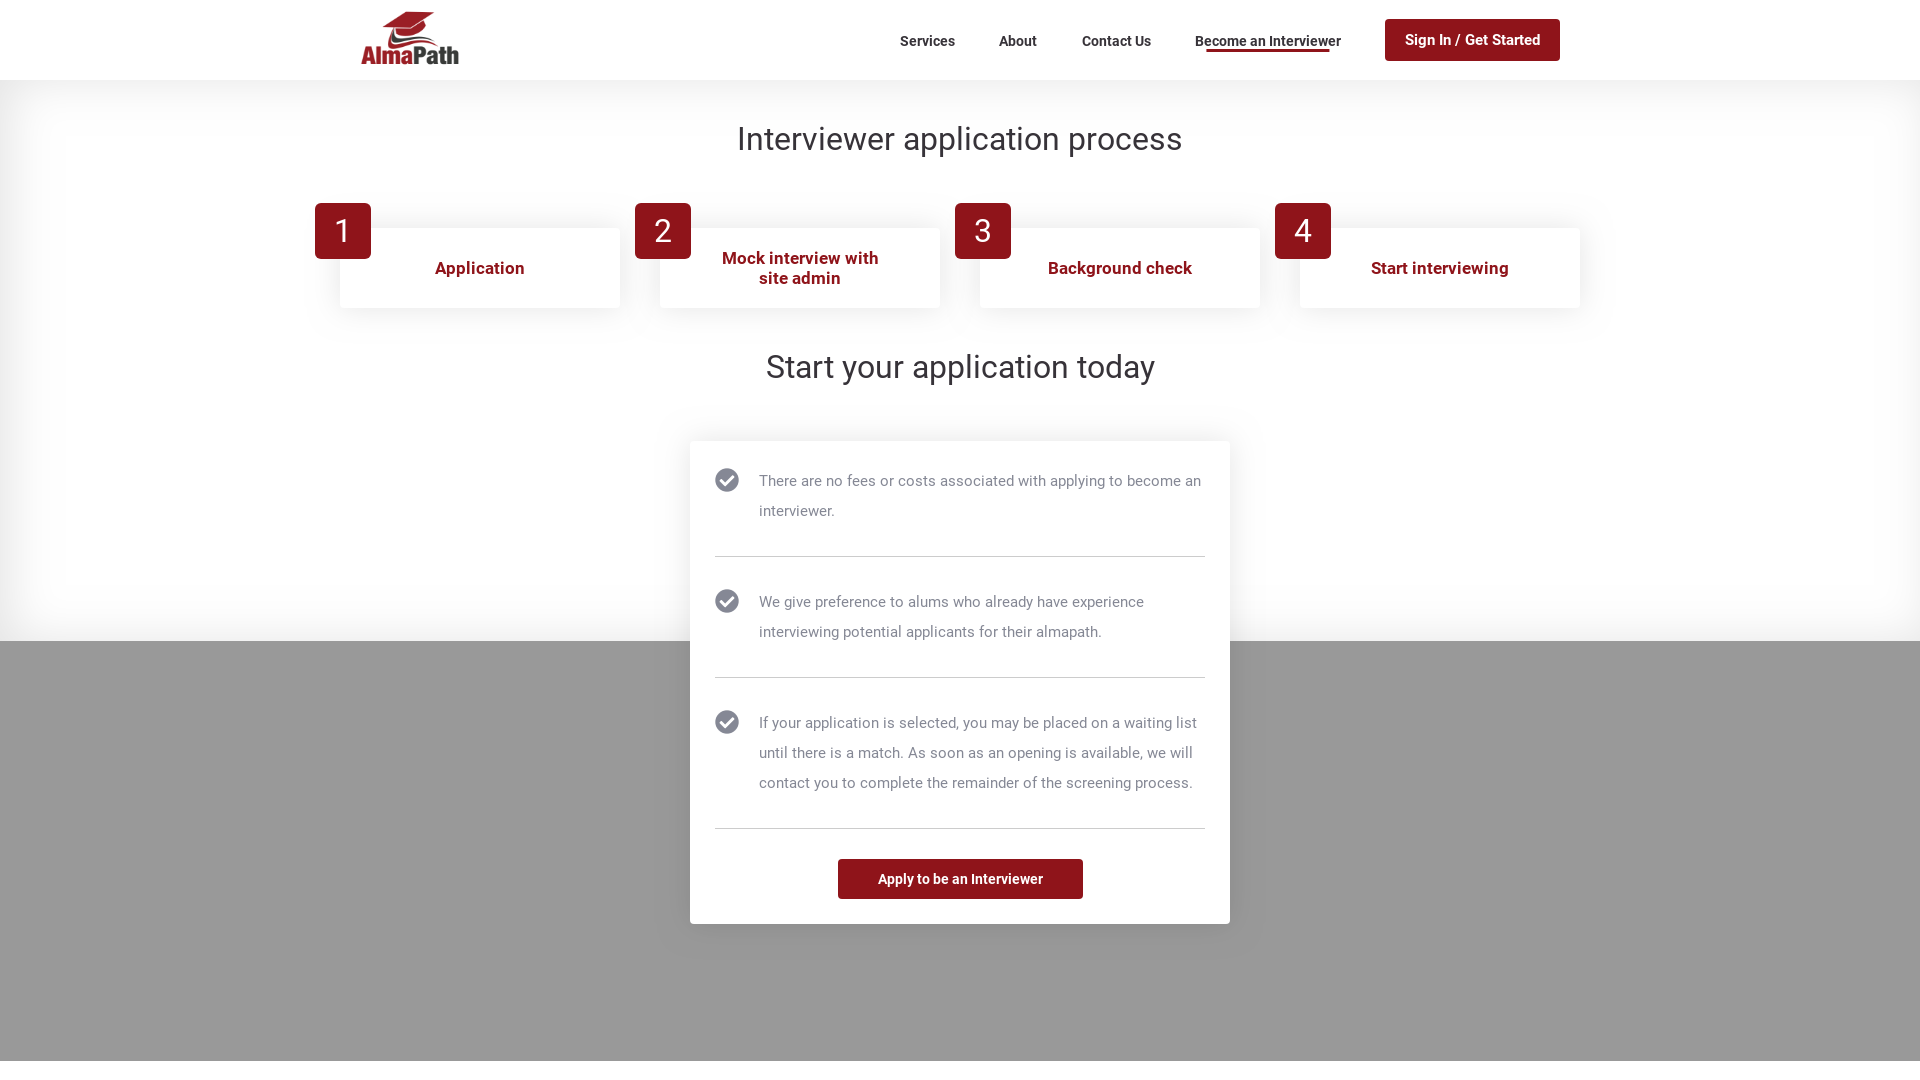 AlmaPath
Services
About
Contact Us
Become an Interviewer
Sign In / Get Started
Interviewer application process
1
Application
2
Mock interview with
site admin
3
Background check
4
Start interviewing
Start your application today
There are no fees or costs associated with applying to become an
interviewer.
We give preference to alums who already have experience
interviewing potential applicants for their almapath.
If your application is selected, you may be placed on a waiting list
until there is a match. As soon as an opening is available, we will
contact you to complete the remainder of the screening process.
Apply to be an Interviewer